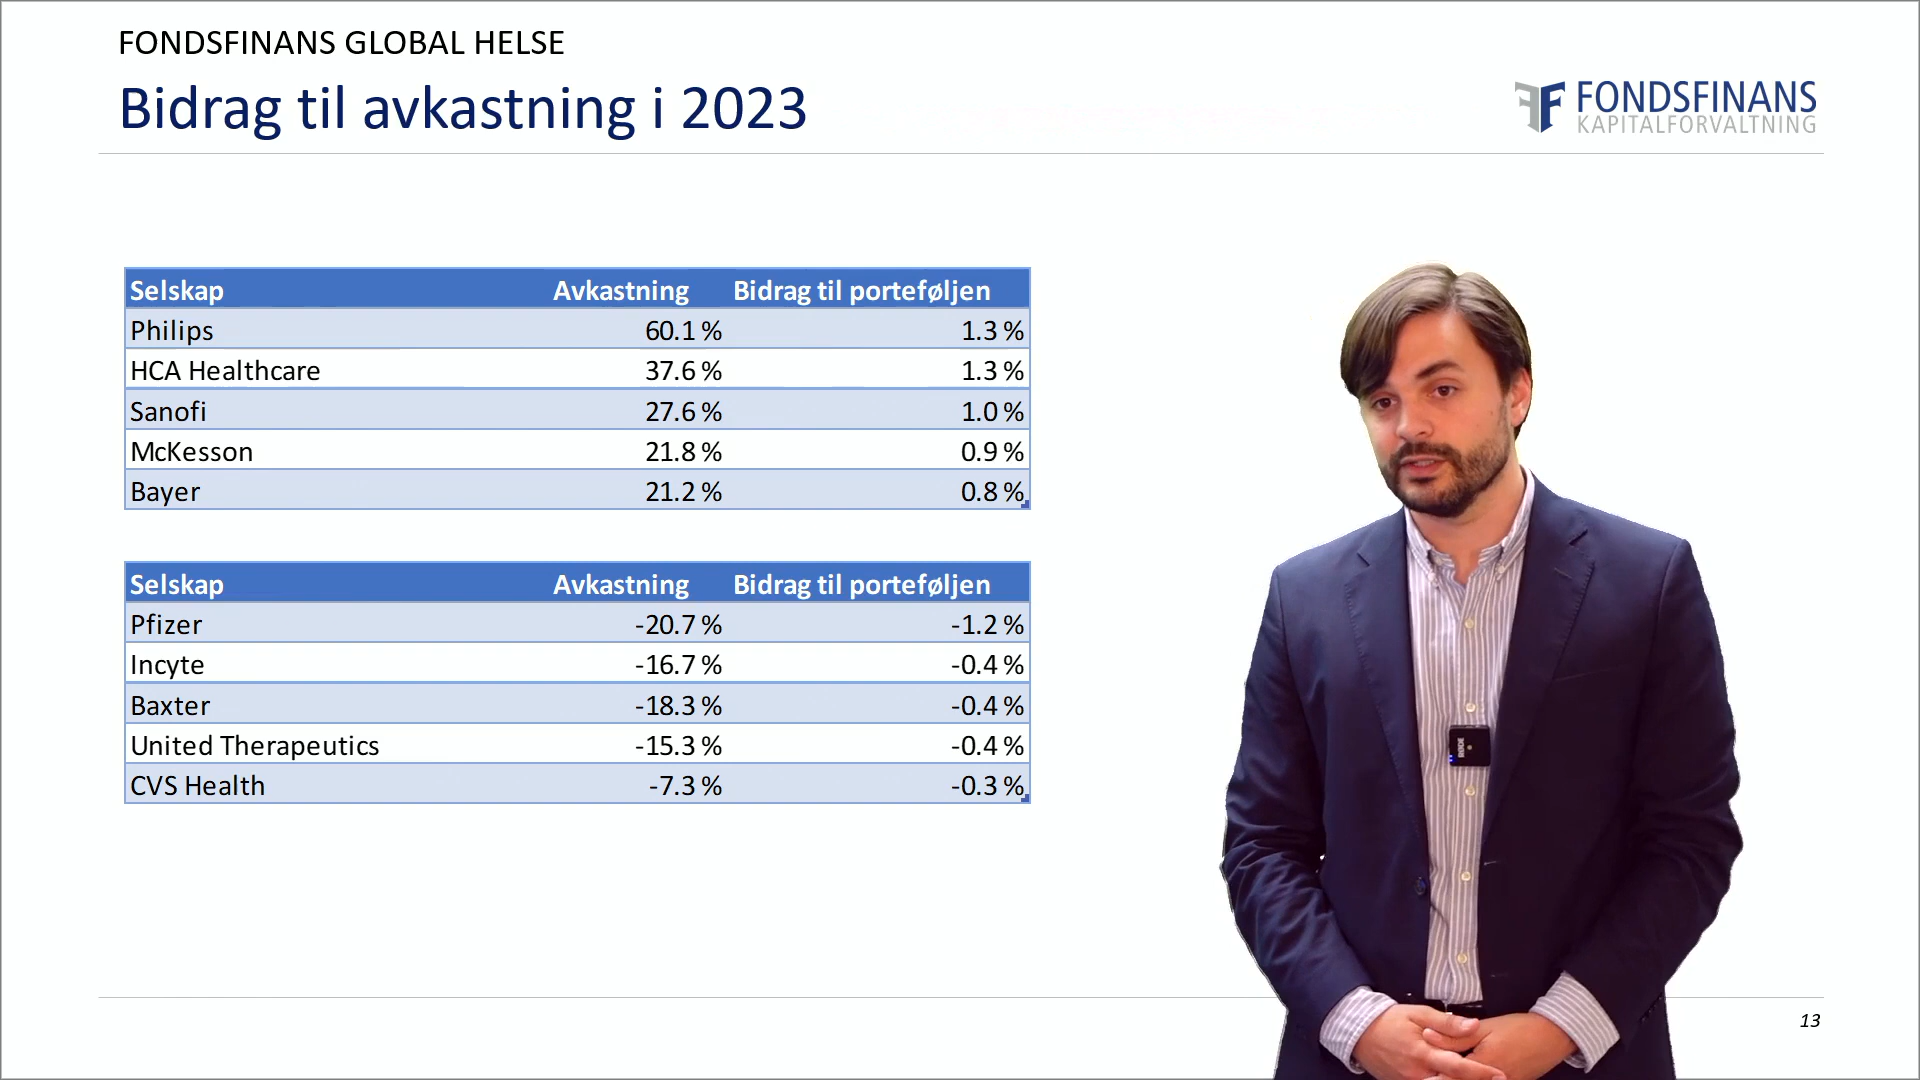 FONDSFINANS GLOBAL HELSE
Bidrag til avkastning i 2023
FONDSFINANS
KAPITALFORVALTNING
Selskap Avkastning Bidrag til porteføljen
Philips 60.1 % 1.3 %
HCA Healthcare 37.6 % 1.3 %
Sanofi 27.6 % 1.0 %
McKesson 21.8 % 0.9 %
Bayer 21.2 % 0.8 %
Selskap Avkastning Bidrag til porteføljen
Pfizer -20.7 % -1.2 %
Incyte -16.7 % -0.4 %
Baxter -18.3 % -0.4 %
United Therapeutics -15.3 % -0.4 %
CVS Health -7.3 % -0.3 %
RØDE
13